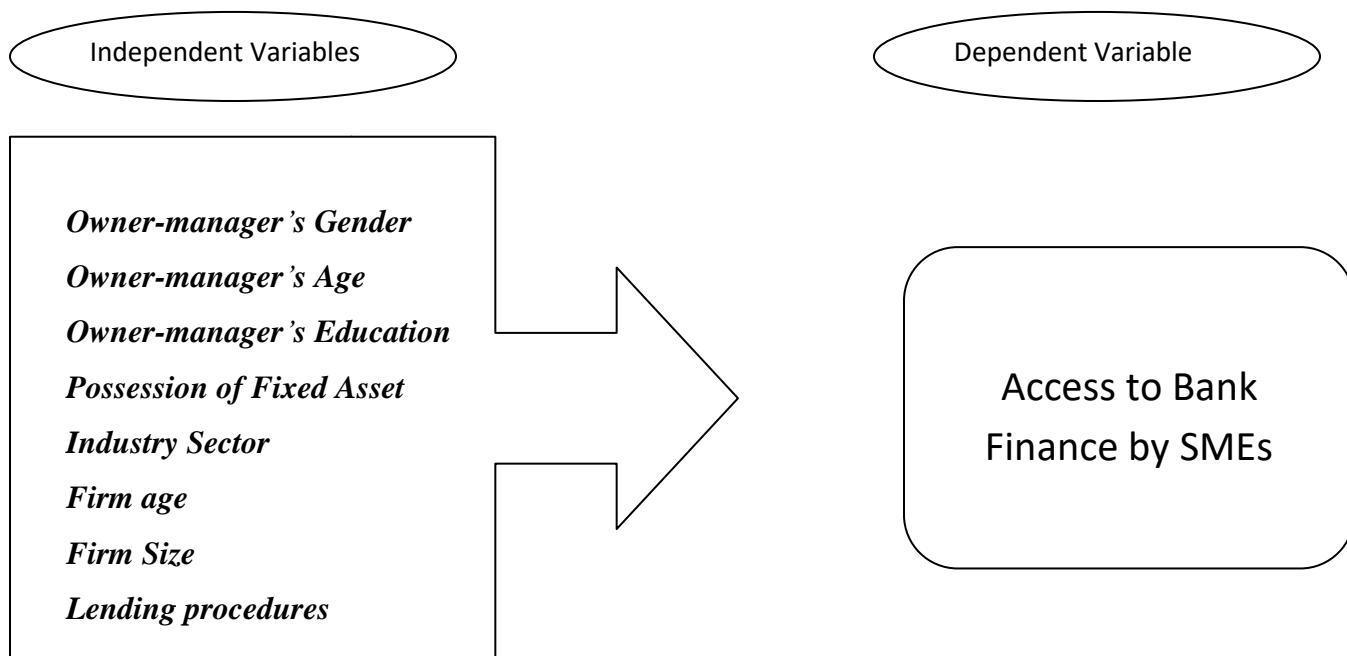 Independent Variables
Dependent Variable
Owner-manager’s Gender
Owner-manager’s Age
Owner-manager’s Education
Possession of Fixed Asset
Industry Sector
Firm age
Firm Size
Lending procedures
Access to Bank
Finance by SMEs